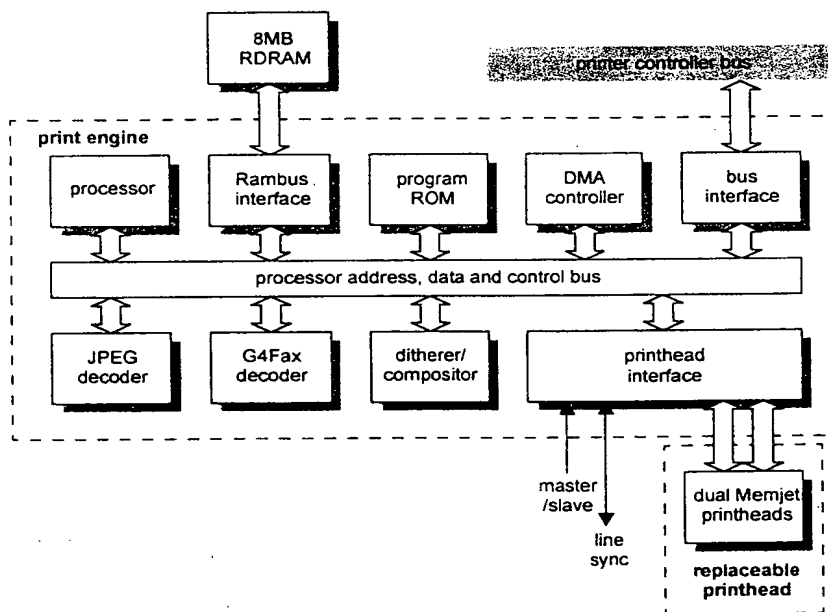 8MB
RDRAM
printer controller bus
print engine
processor
Rambus
interface
program
ROM
DMA
controller
bus
interface
processor address, data and control bus
JPEG
decoder
G4Fax
decoder
ditherer/
compositor
printhead
interface
master
/slave
line
sync
dual Memjet
printheads
replaceable
printhead